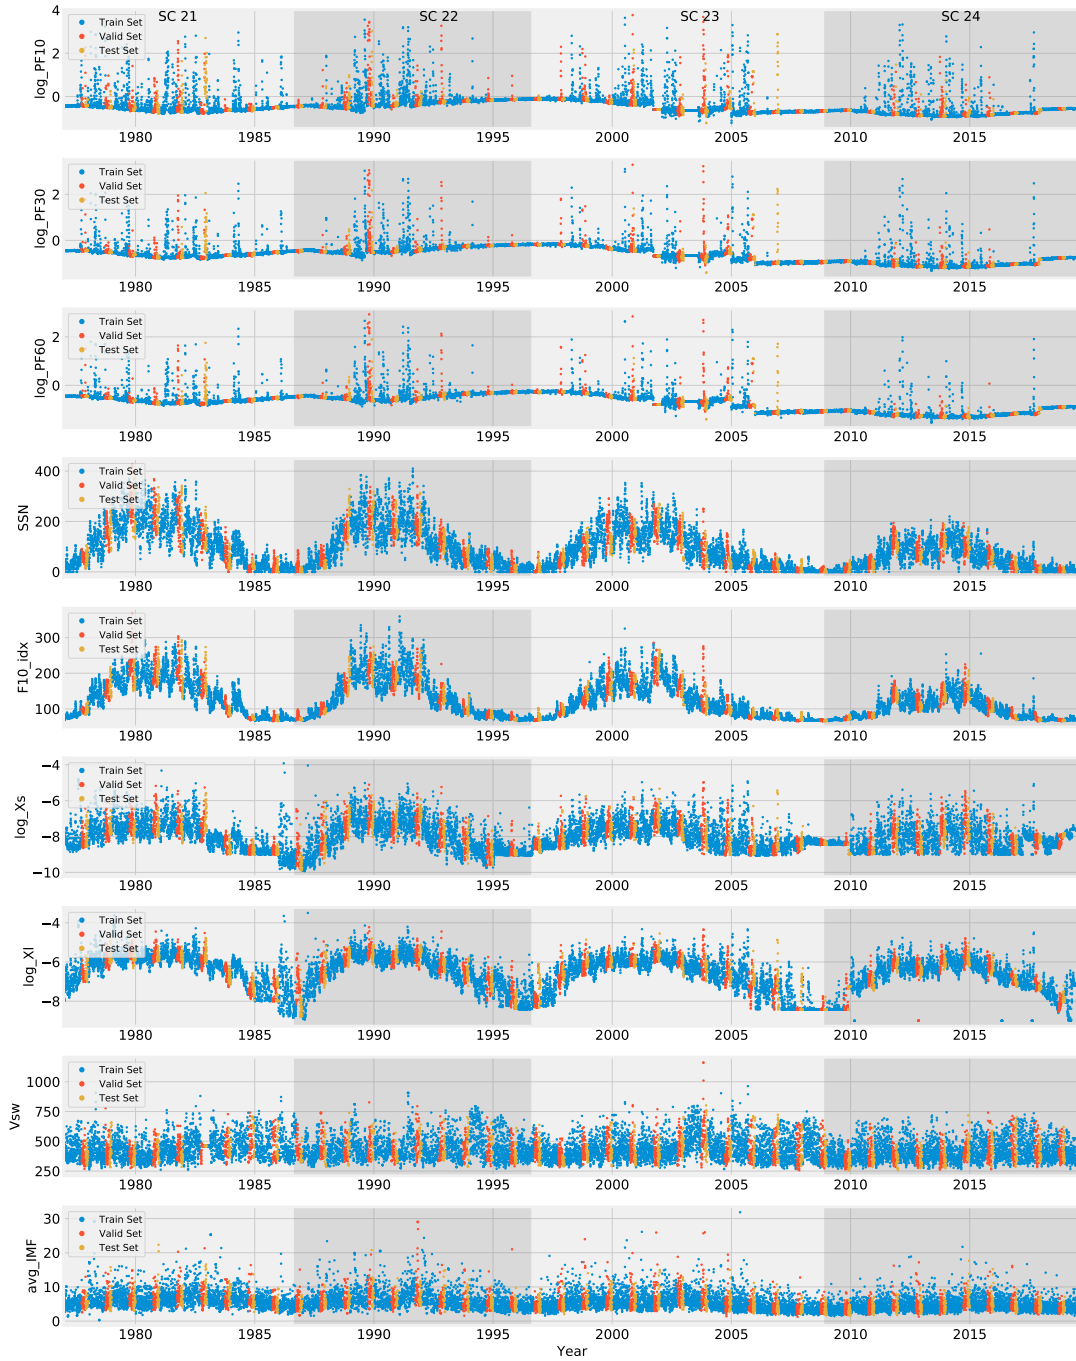 SC 21 SC 22 SC 23 SC 24
4
2
0
log_PF10
Train Set
Valid Set
Test Set
1980 1985 1990 1995 2000 2005 2010 2015
2
0
log_PF30
Train Set
Valid Set
Test Set
1980 1985 1990 1995 2000 2005 2010 2015
2
0
log_PF60
Train Set
Valid Set
Test Set
1980 1985 1990 1995 2000 2005 2010 2015
400
200
0
SSN
Train Set
Valid Set
Test Set
1980 1985 1990 1995 2000 2005 2010 2015
300
200
100
F10_idx
Train Set
Valid Set
Test Set
1980 1985 1990 1995 2000 2005 2010 2015
−4
−6
−8
−10
log_Xs
Train Set
Valid Set
Test Set
1980 1985 1990 1995 2000 2005 2010 2015
−4
−6
−8
log_Xl
Train Set
Valid Set
Test Set
1980 1985 1990 1995 2000 2005 2010 2015
1000
750
500
250
Vsw
Train Set
Valid Set
Test Set
1980 1985 1990 1995 2000 2005 2010 2015
30
20
10
0
avg_IMF
Train Set
Valid Set
Test Set
1980 1985 1990 1995 2000 2005 2010 2015
Year